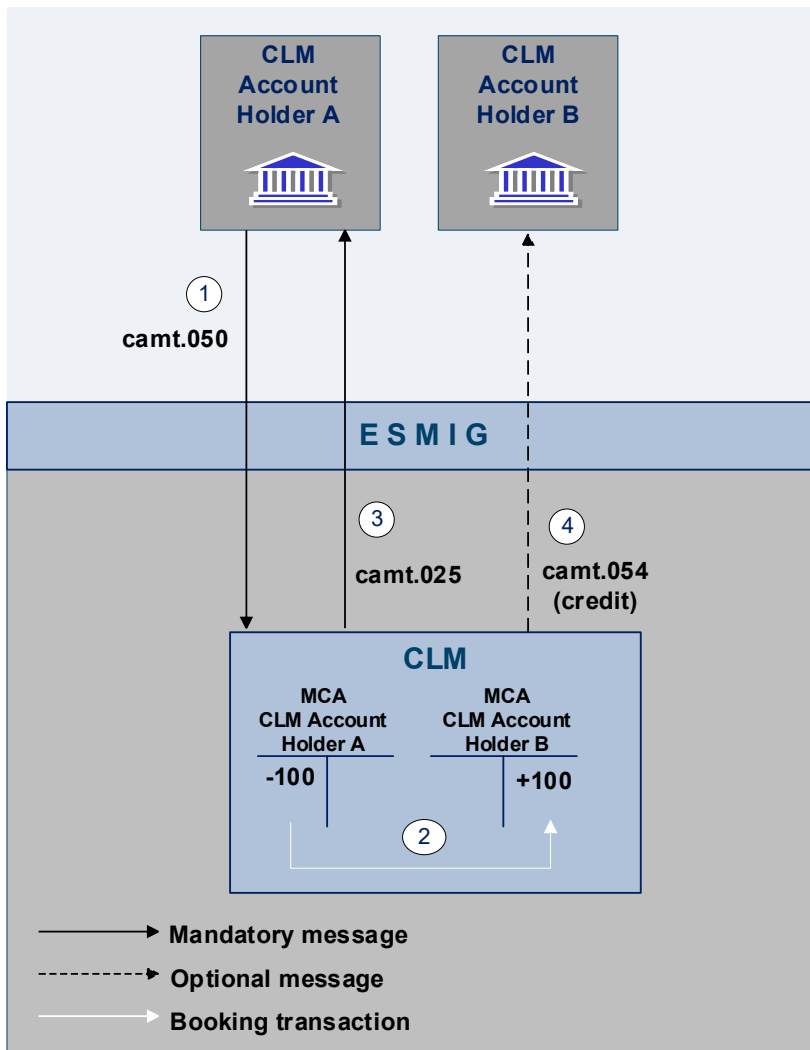 CLM
Account
Holder A
CLM
Account
Holder B
1
camt.050
E S M I G
3
camt.025
4
camt.054
(credit)
CLM
MCA
CLM Account
Holder A
MCA
CLM Account
Holder B
-100
+100
2
Mandatory message
Optional message
Booking transaction